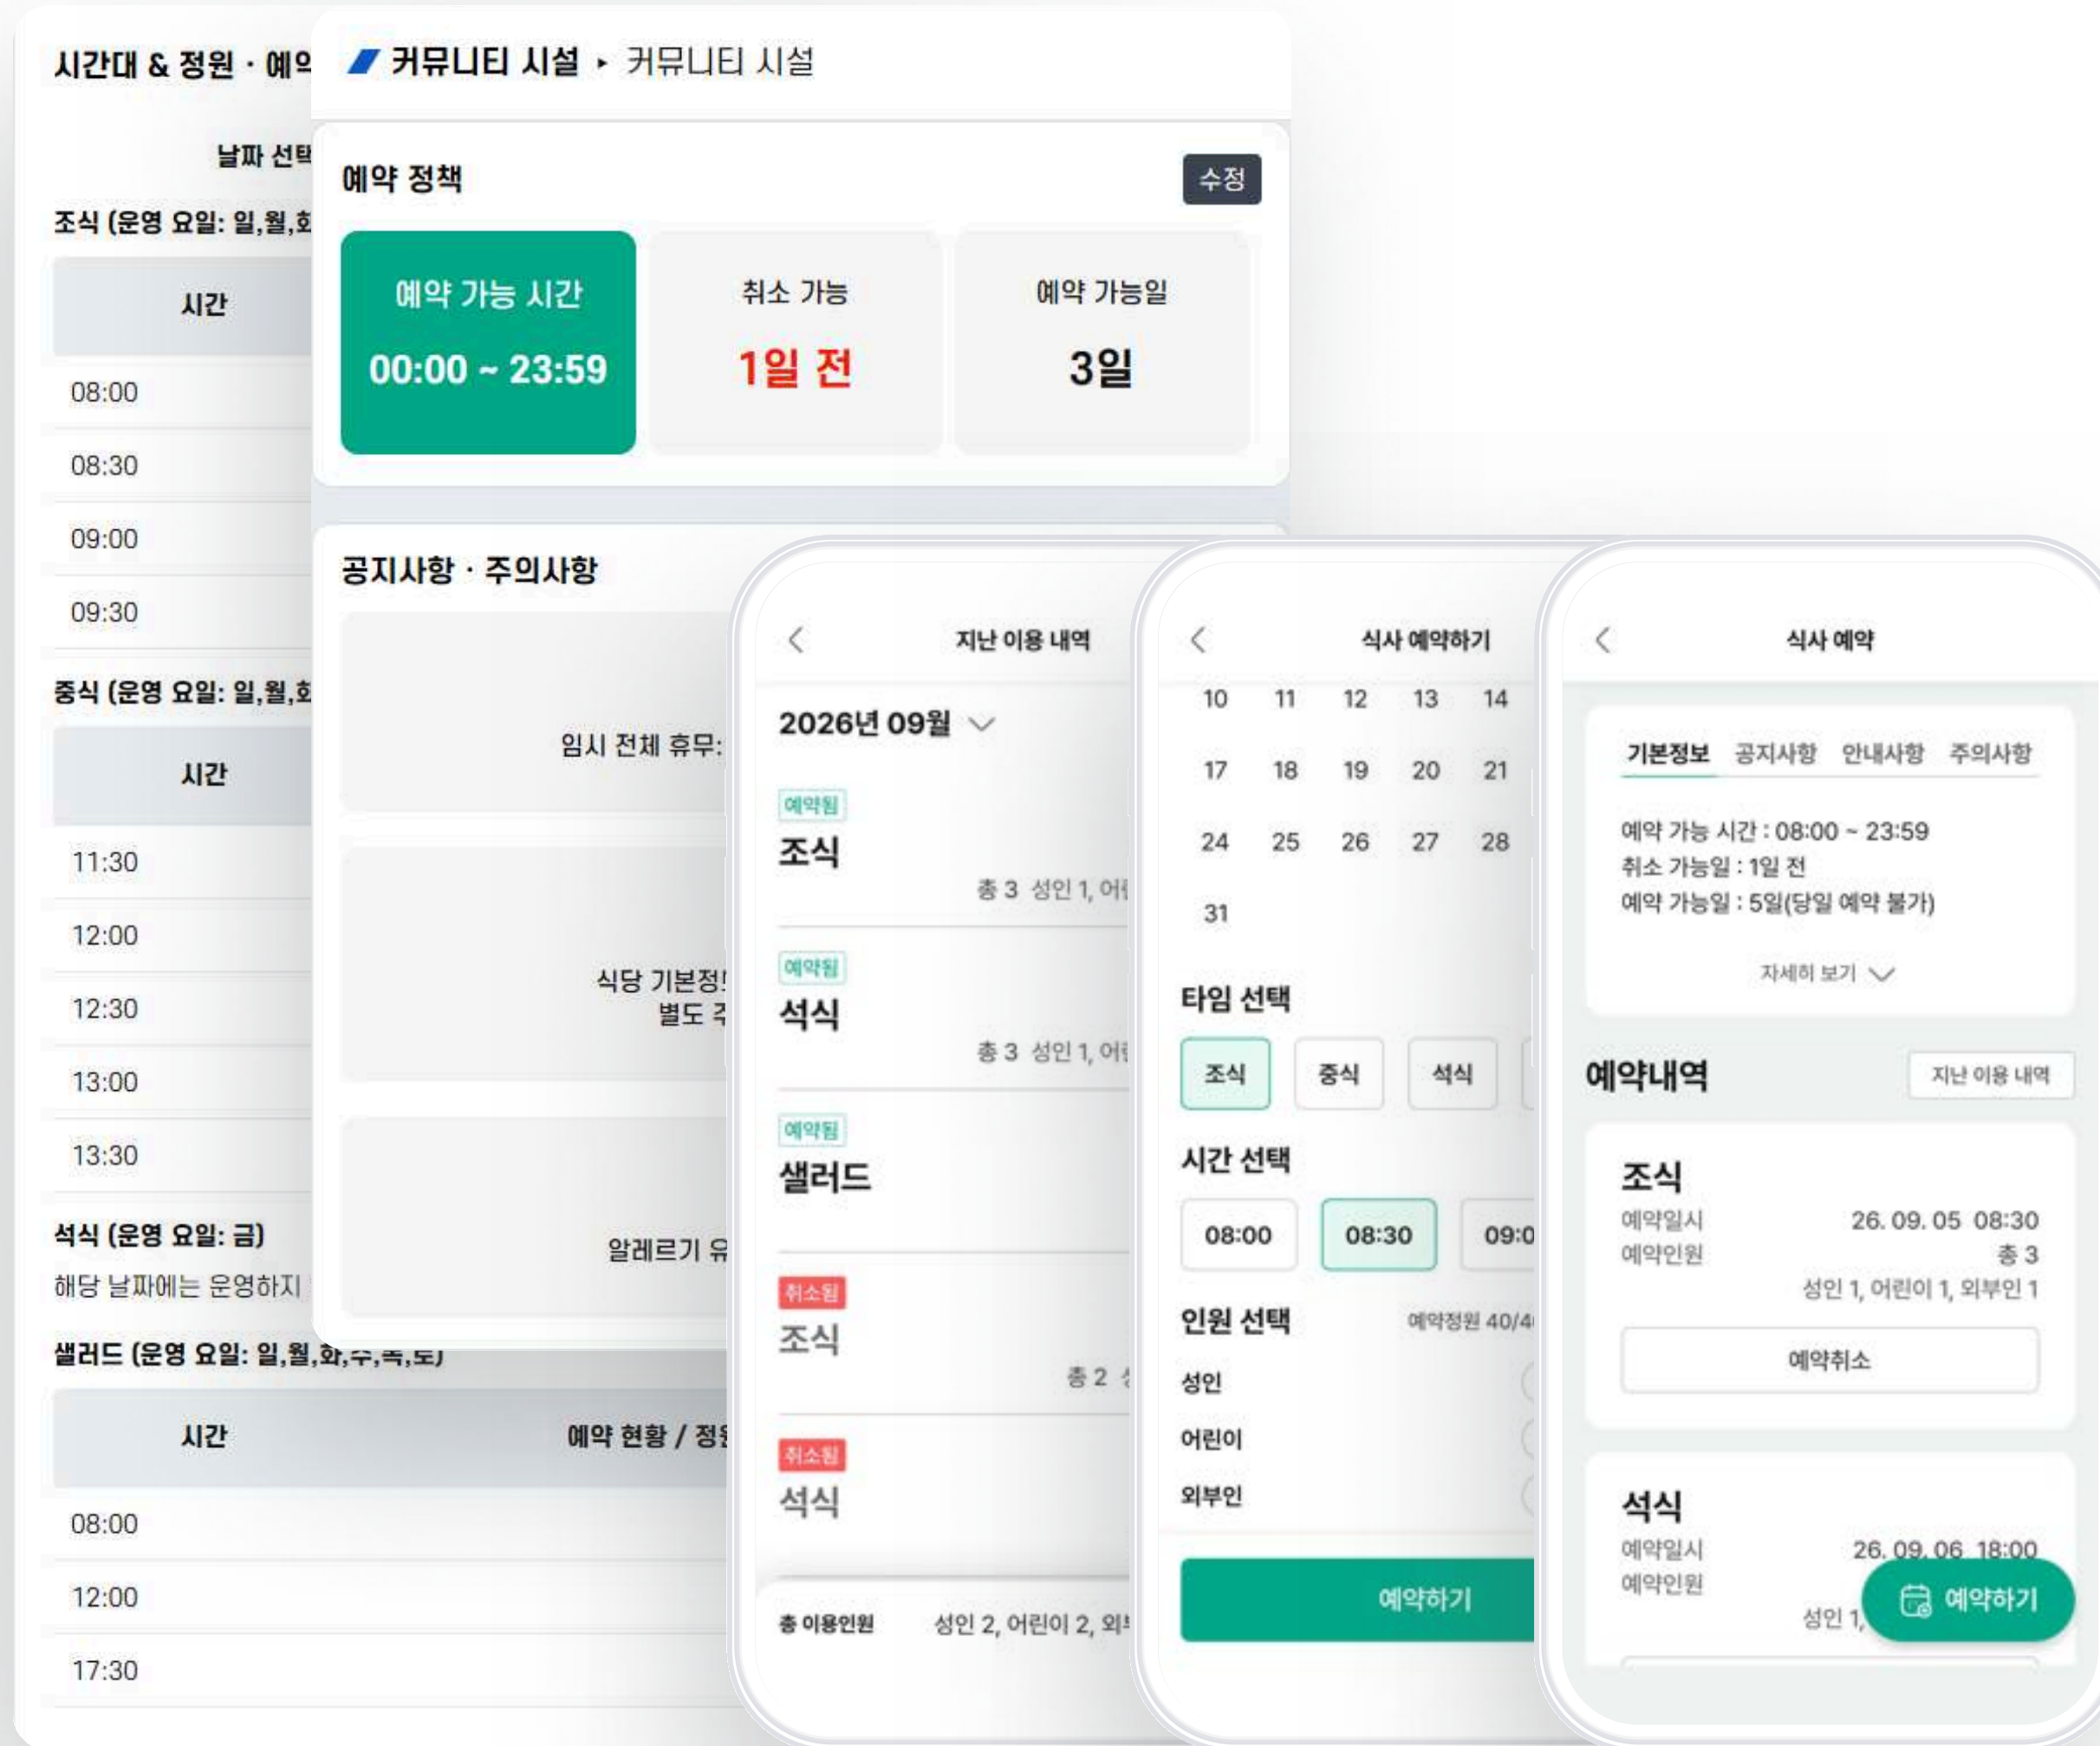 시간대 & 정원 · 예약
날짜 선택
조식 (운영 요일: 일,월,화
시간
08:00
08:30
09:00
09:30
중식 (운영 요일: 일,월,화
시간
11:30
12:00
12:30
13:00
13:30
석식 (운영 요일: 금)
해당 날짜에는 운영하지
샐러드 (운영 요일: 일,월,화,수,목,토)
시간 예약 현황 / 정원
08:00
12:00
17:30
커뮤니티 시설 ▸ 커뮤니티 시설
예약 정책
수정
예약 가능 시간
00:00 ~ 23:59
취소 가능
1일 전
예약 가능일
3일
공지사항 · 주의사항
임시 전체 휴무:
식당 기본정보
별도
알레르기 유
지난 이용 내역
2026년 09월
예약됨
조식
총 3 성인 1, 어린
예약됨
석식
총 3 성인 1, 어린
예약됨
샐러드
취소됨
조식
총 2
취소됨
석식
총 이용인원 성인 2, 어린이 2, 외부
식사 예약하기
10 11 12 13 14
17 18 19 20 21
24 25 26 27 28
31
타임 선택
조식 중식 석식
시간 선택
08:00 08:30 09:0
인원 선택 예약정원 40/4
성인
어린이
외부인
예약하기
식사 예약
기본정보 공지사항 안내사항 주의사항
예약 가능 시간 : 08:00 ~ 23:59
취소 가능일 : 1일 전
예약 가능일 : 5일(당일 예약 불가)
자세히 보기
예약내역
지난 이용 내역
조식
예약일시 26. 09. 05 08:30
예약인원 총 3
성인 1, 어린이 1, 외부인 1
예약취소
석식
예약일시 26. 09. 06 18:00
예약인원
성인 1,
예약하기